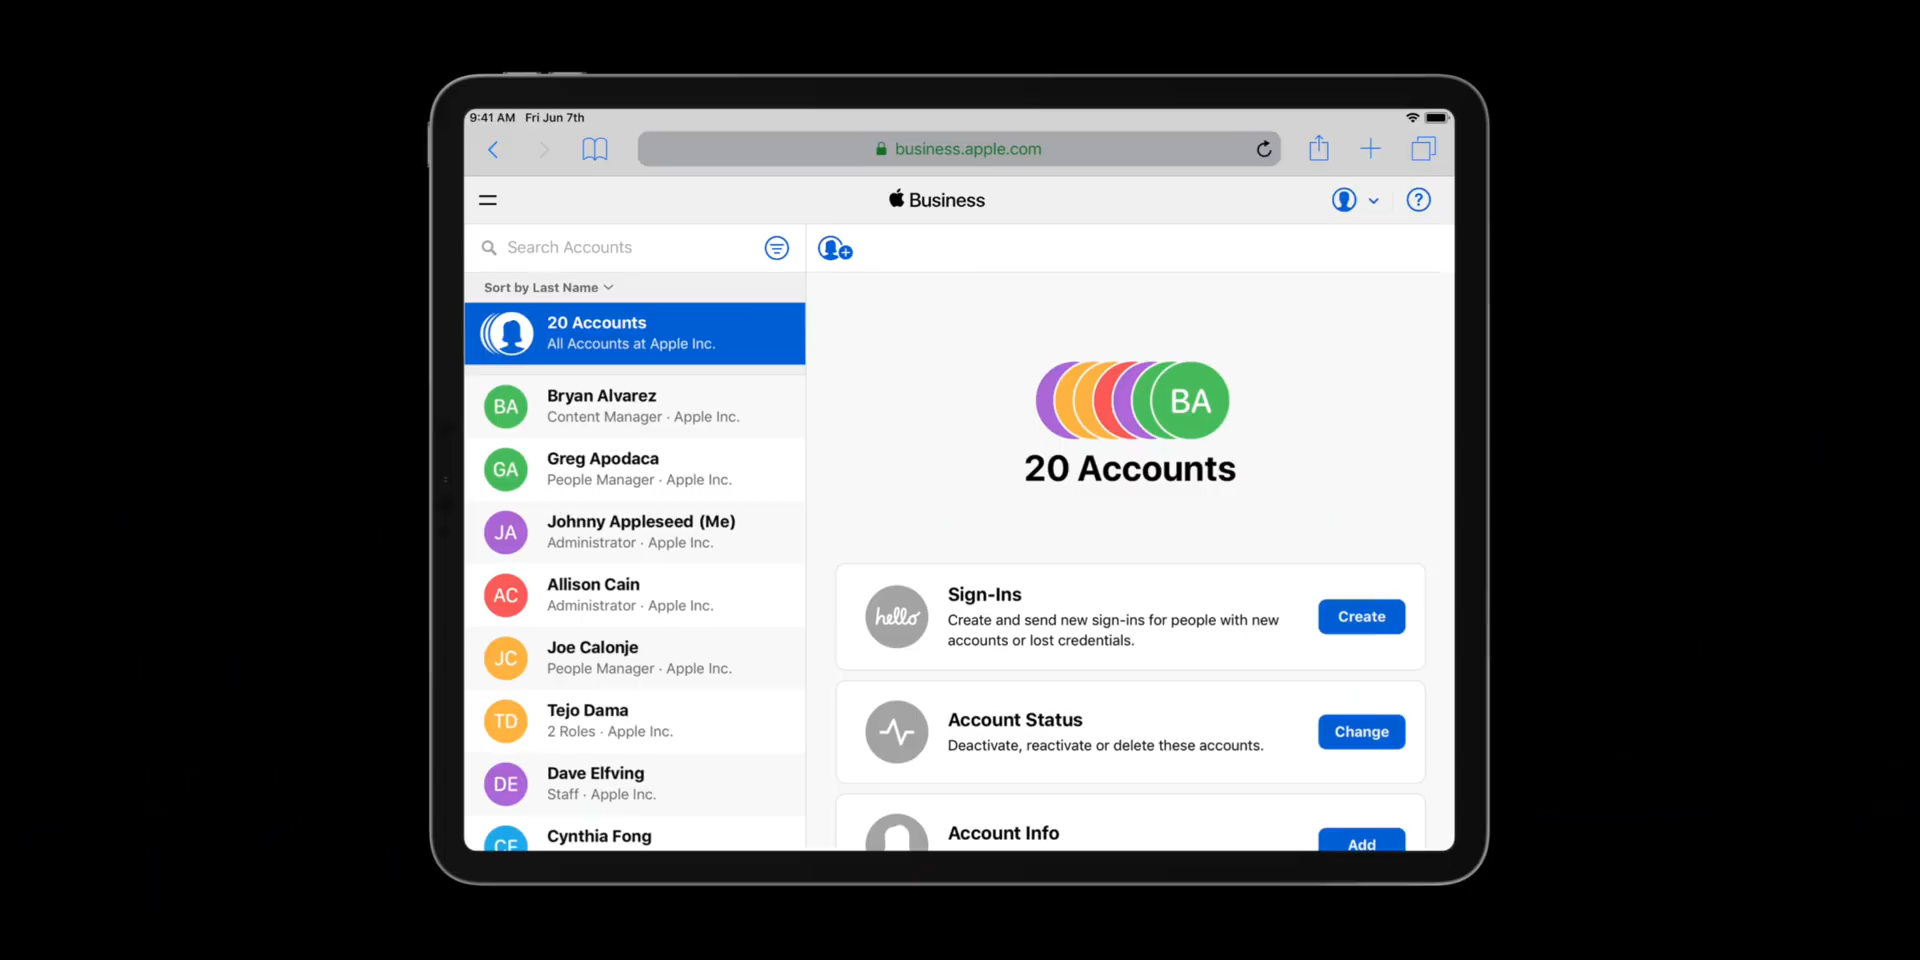 9:41 AM Fri Jun 7th
business.apple.com
Business
Search Accounts
Sort by Last Name
20 Accounts
All Accounts at Apple Inc.
BA
Bryan Alvarez
Content Manager · Apple Inc.
GA
Greg Apodaca
People Manager · Apple Inc.
JA
Johnny Appleseed (Me)
Administrator · Apple Inc.
AC
Allison Cain
Administrator · Apple Inc.
JC
Joe Calonje
People Manager · Apple Inc.
TD
Tejo Dama
2 Roles · Apple Inc.
DE
Dave Elfving
Staff · Apple Inc.
CF
Cynthia Fong
BA
20 Accounts
hello
Sign-Ins
Create and send new sign-ins for people with new
accounts or lost credentials.
Create
Account Status
Deactivate, reactivate or delete these accounts.
Change
Account Info
Add